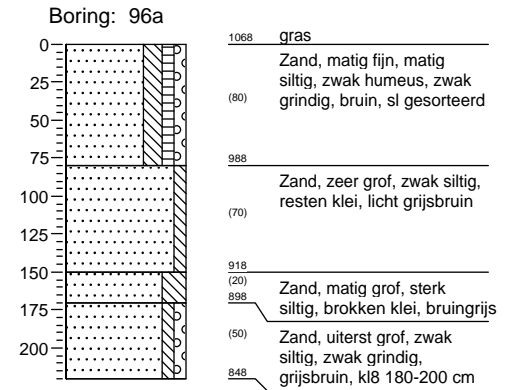 Boring: 96a
0
25
50
75
100
125
150
175
200
1068 gras
Zand, matig fijn, matig
siltig, zwak humeus, zwak
(80) grindig, bruin, sl gesorteerd
988
Zand, zeer grof, zwak siltig,
resten klei, licht grijsbruin
(70)
918
(20)
Zand, matig grof, sterk
898 siltig, brokken klei, bruingrijs
(50) Zand, uiterst grof, zwak
siltig, zwak grindig,
848 grijsbruin, kl8 180-200 cm